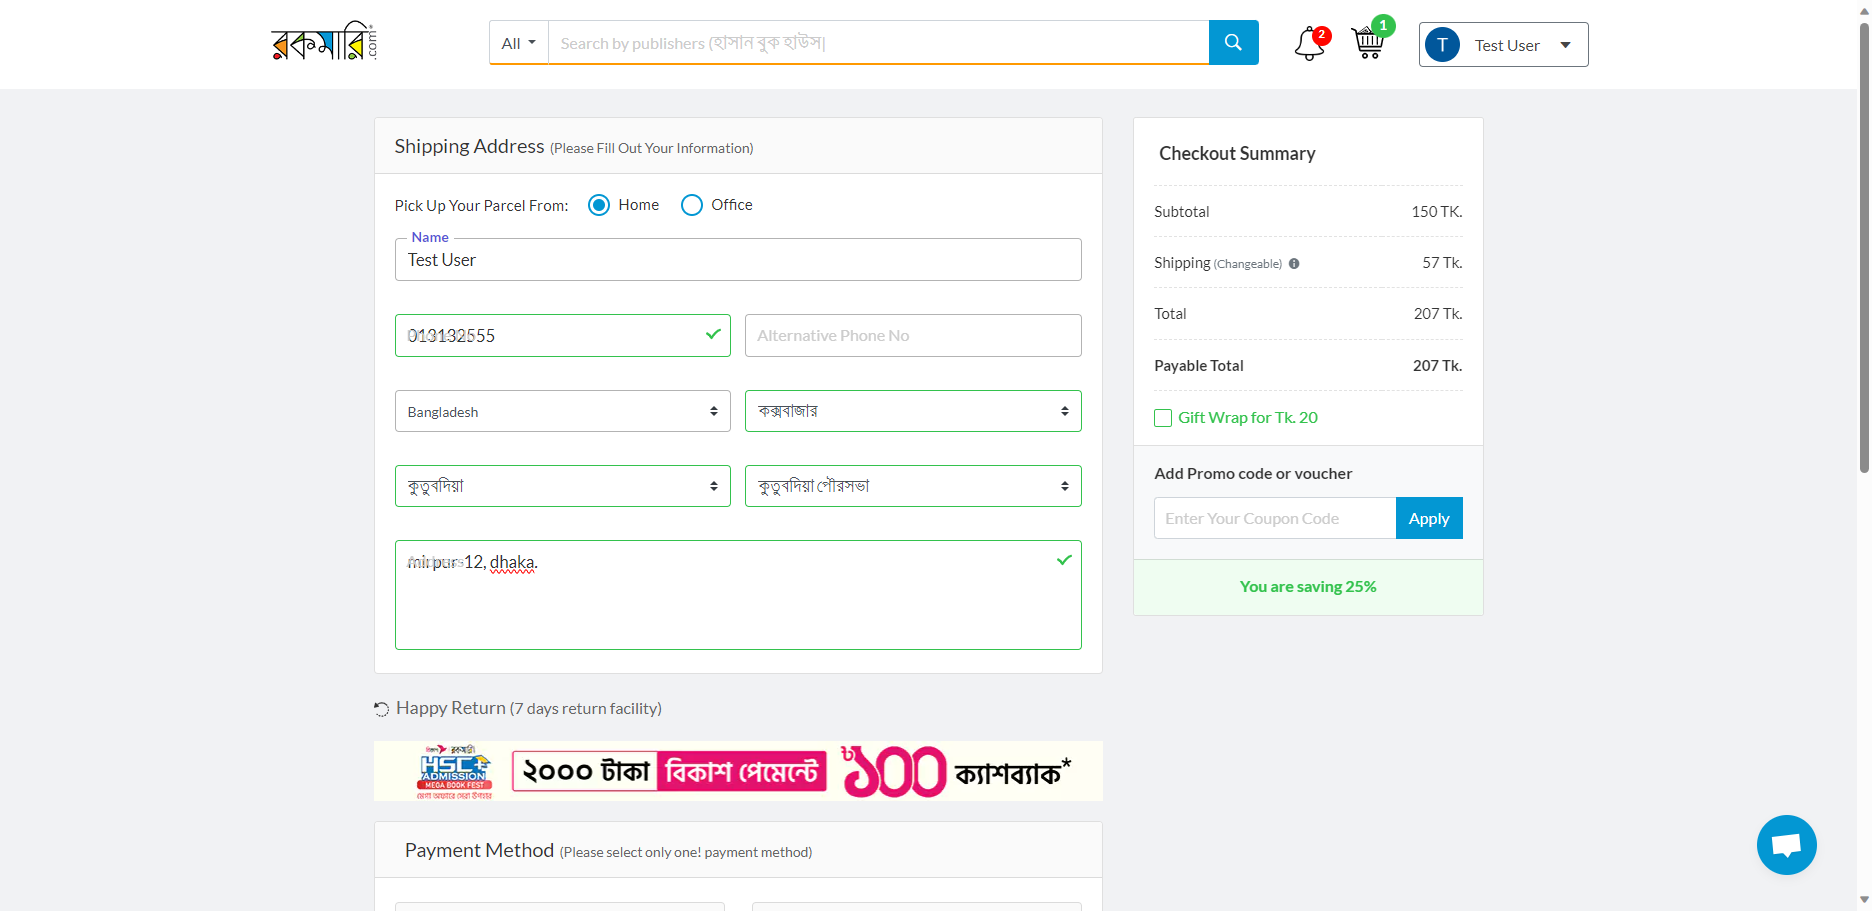 রকমারি.com
All
Search by publishers (হাসান বুক হাউস|
2
1
T
Test User
Shipping Address (Please Fill Out Your Information)
Pick Up Your Parcel From:
Home
Office
Name
Test User
013132555
Alternative Phone No
Bangladesh
কক্সবাজার
কুতুবদিয়া
কুতুবদিয়া পৌরসভা
mirpur 12, dhaka.
Happy Return (7 days return facility)
HSC+
ADMISSION
MEGA BOOK FEST
২০০০ টাকা বিকাশ পেমেন্টে ৳১০০ ক্যাশব্যাক*
Payment Method (Please select only one! payment method)
Checkout Summary
Subtotal 150 TK.
Shipping (Changeable) 57 Tk.
Total 207 Tk.
Payable Total 207 Tk.
Gift Wrap for Tk. 20
Add Promo code or voucher
Enter Your Coupon Code
Apply
You are saving 25%